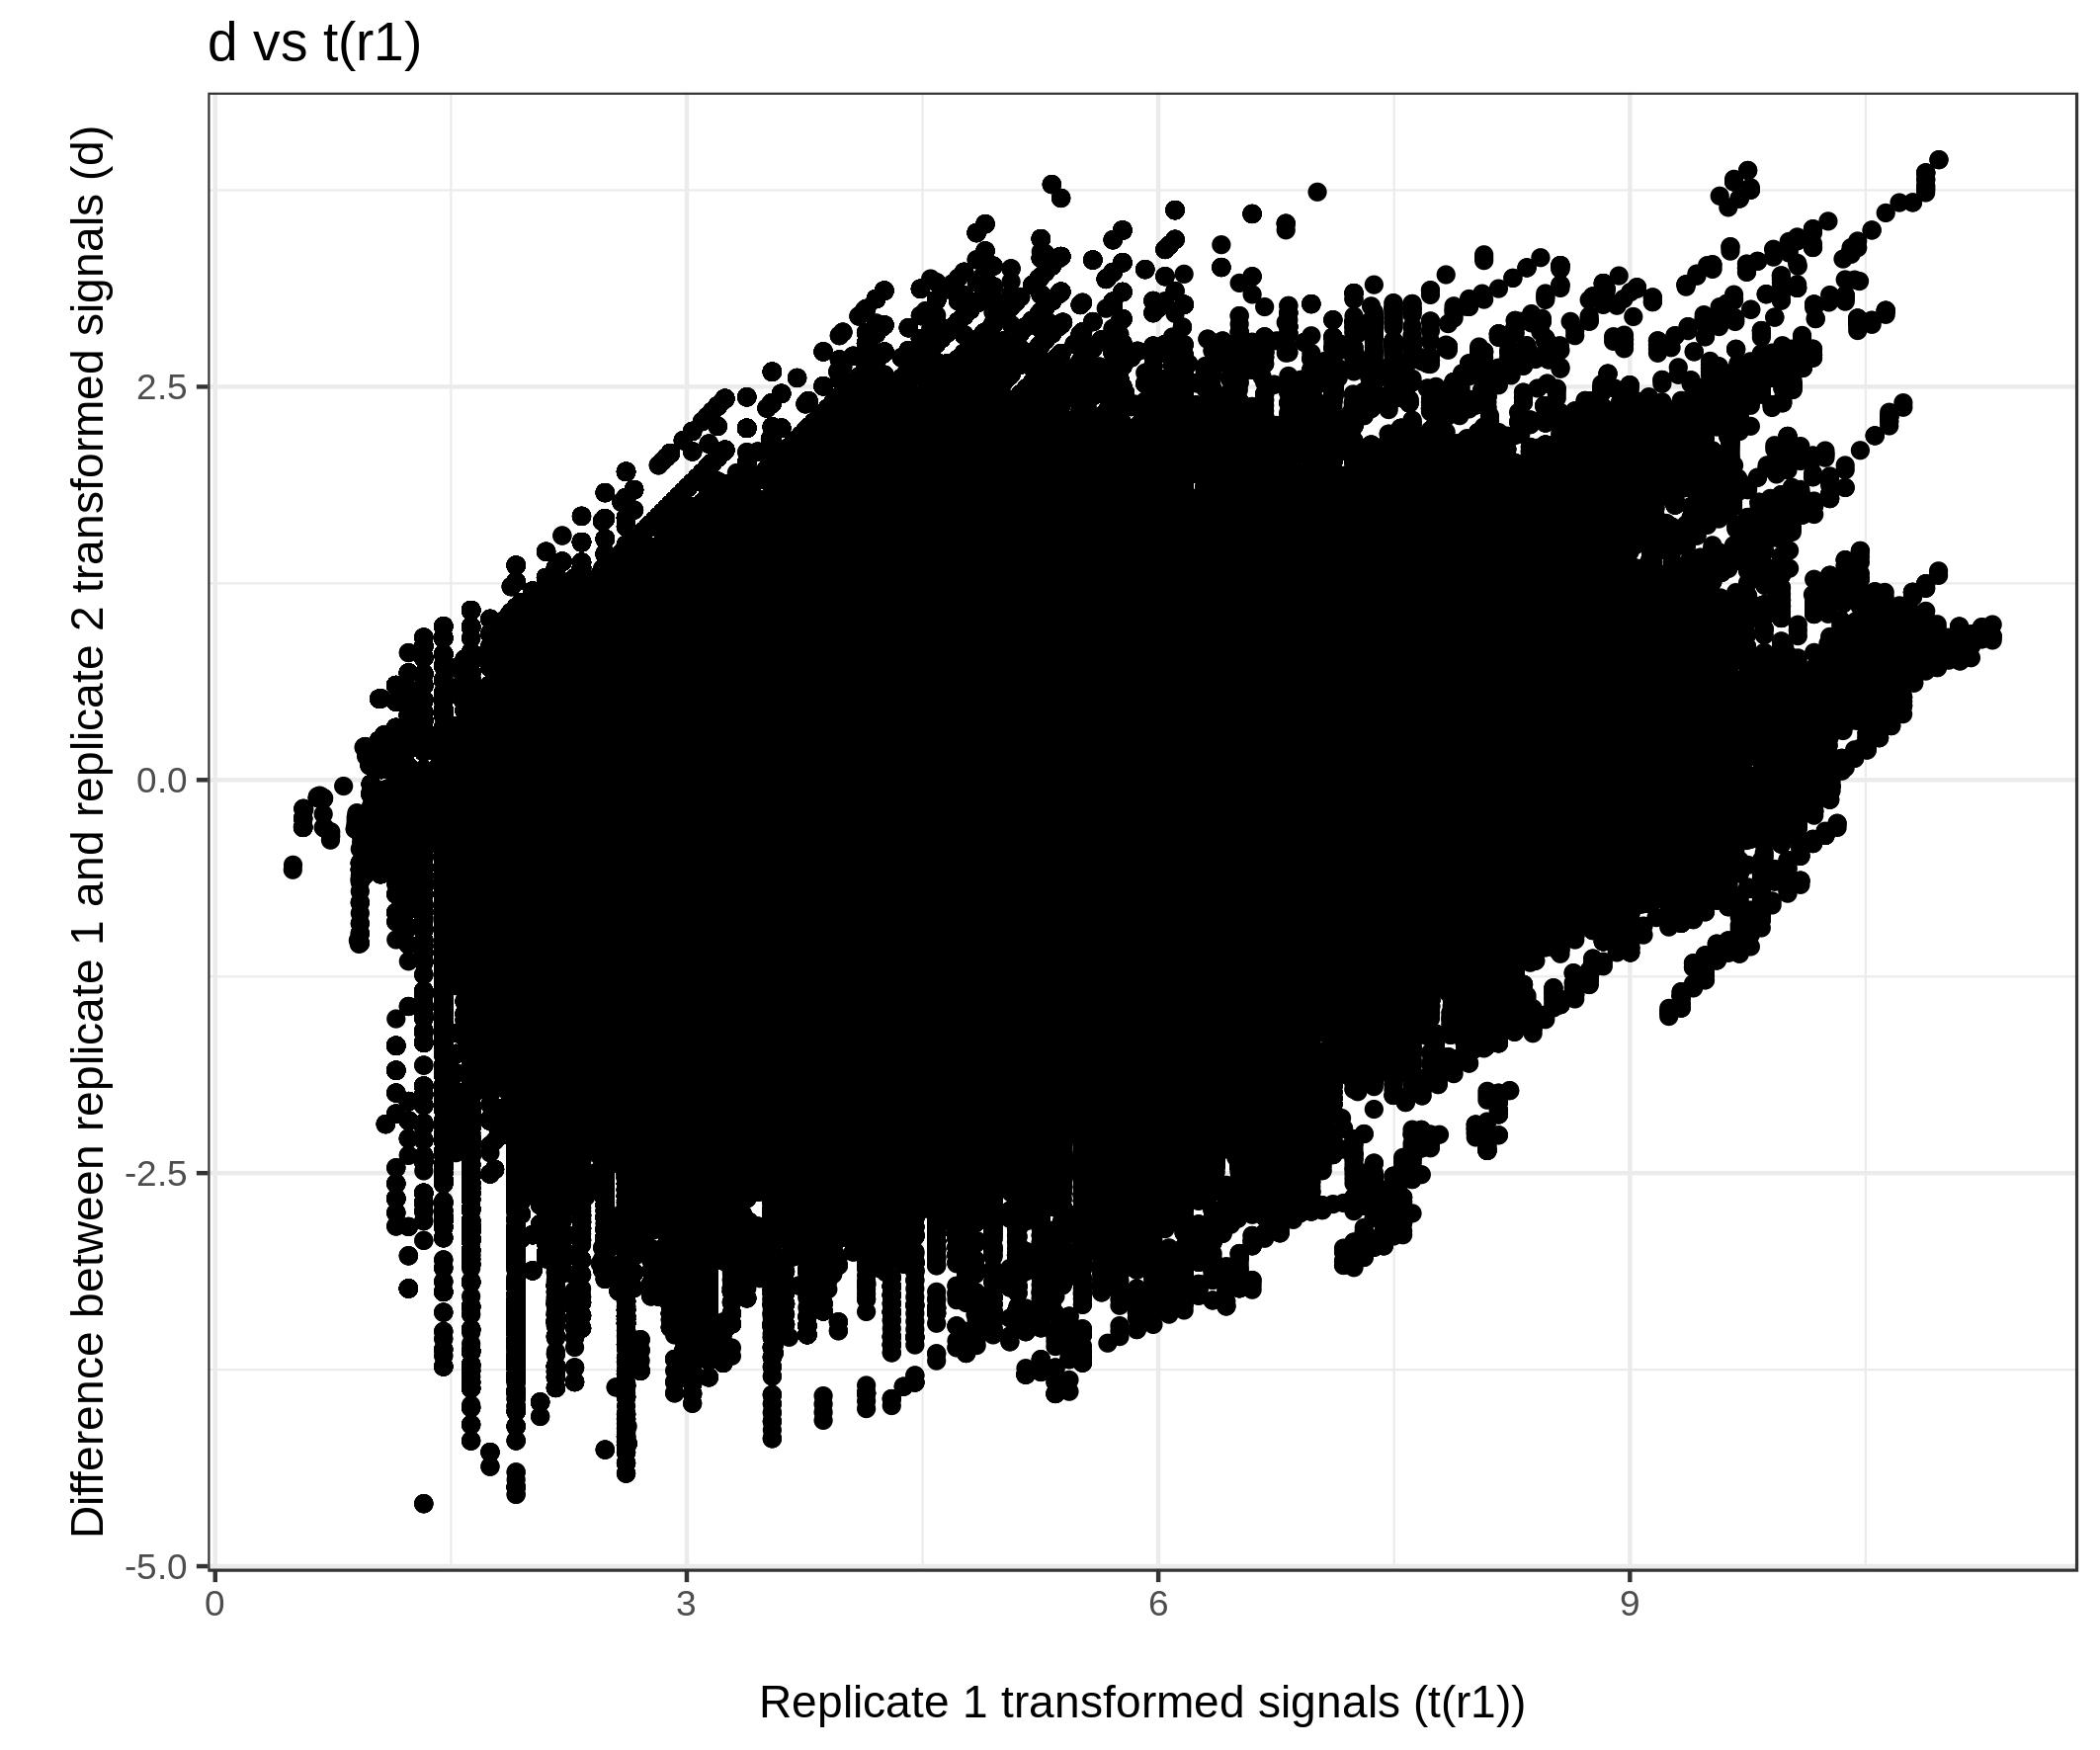 d vs t(r1)
Difference between replicate 1 and replicate 2 transformed signals (d)
2.5
0.0
-2.5
-5.0
0
3
6
9
Replicate 1 transformed signals (t(r1))